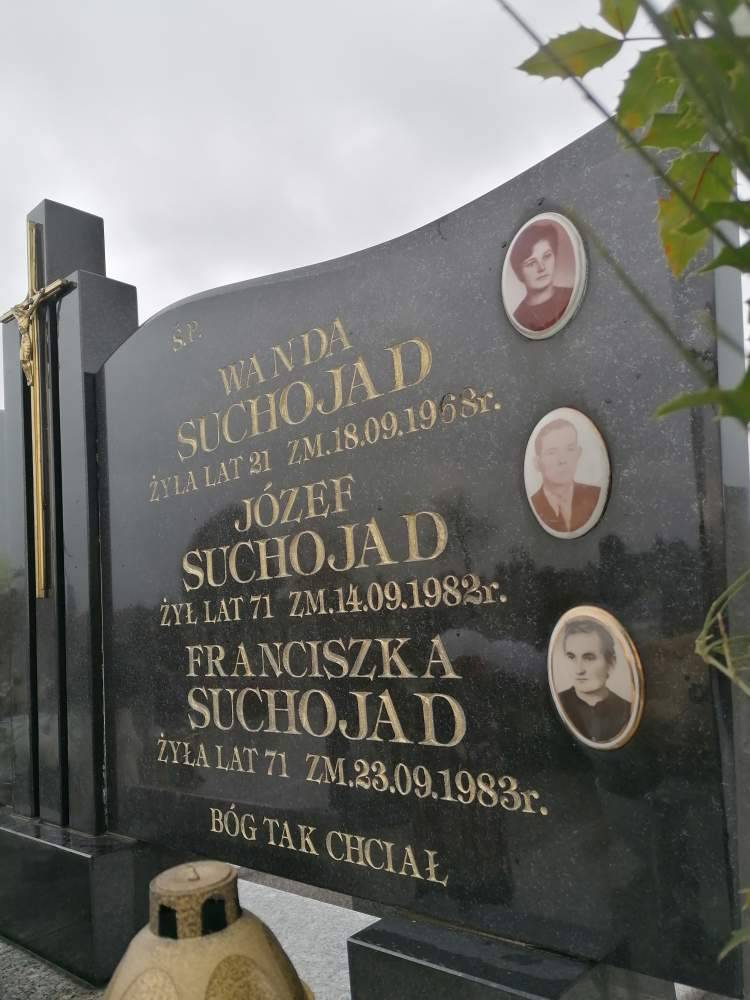 Ś.P.
WANDA
SUCHOJAD
ŻYŁA LAT 21 ZM.18.09.1968r.
JÓZEF
SUCHOJAD
ŻYŁ LAT 71 ZM.14.09.1982r.
FRANCISZKA
SUCHOJAD
ŻYŁA LAT 71 ZM.23.09.1983r.
BÓG TAK CHCIAŁ